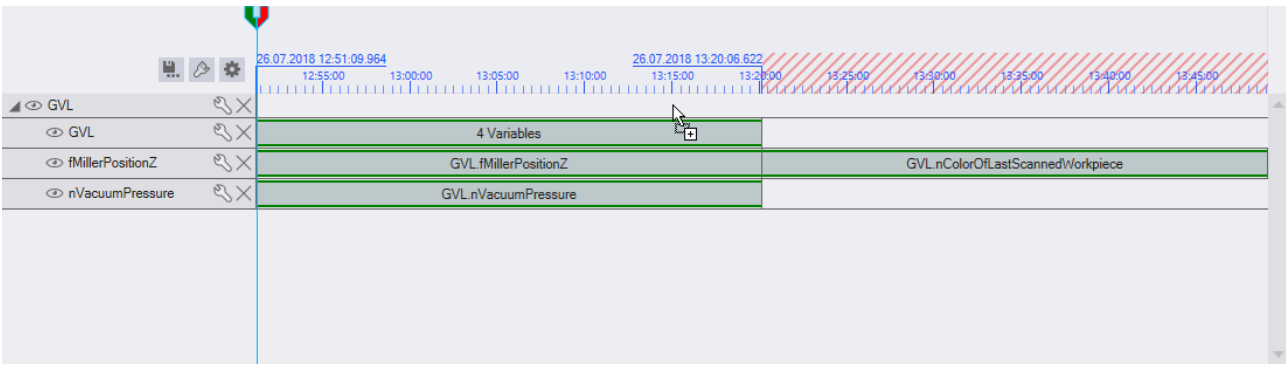 26.07.2018 12:51:09.964 26.07.2018 13:20:06.622
12:55:00 13:00:00 13:05:00 13:10:00 13:15:00 13:20:00 13:25:00 13:30:00 13:35:00 13:40:00 13:45:00
GVL
GVL 4 Variables
fMillerPositionZ GVL.fMillerPositionZ GVL.nColorOfLastScannedWorkpiece
nVacuumPressure GVL.nVacuumPressure